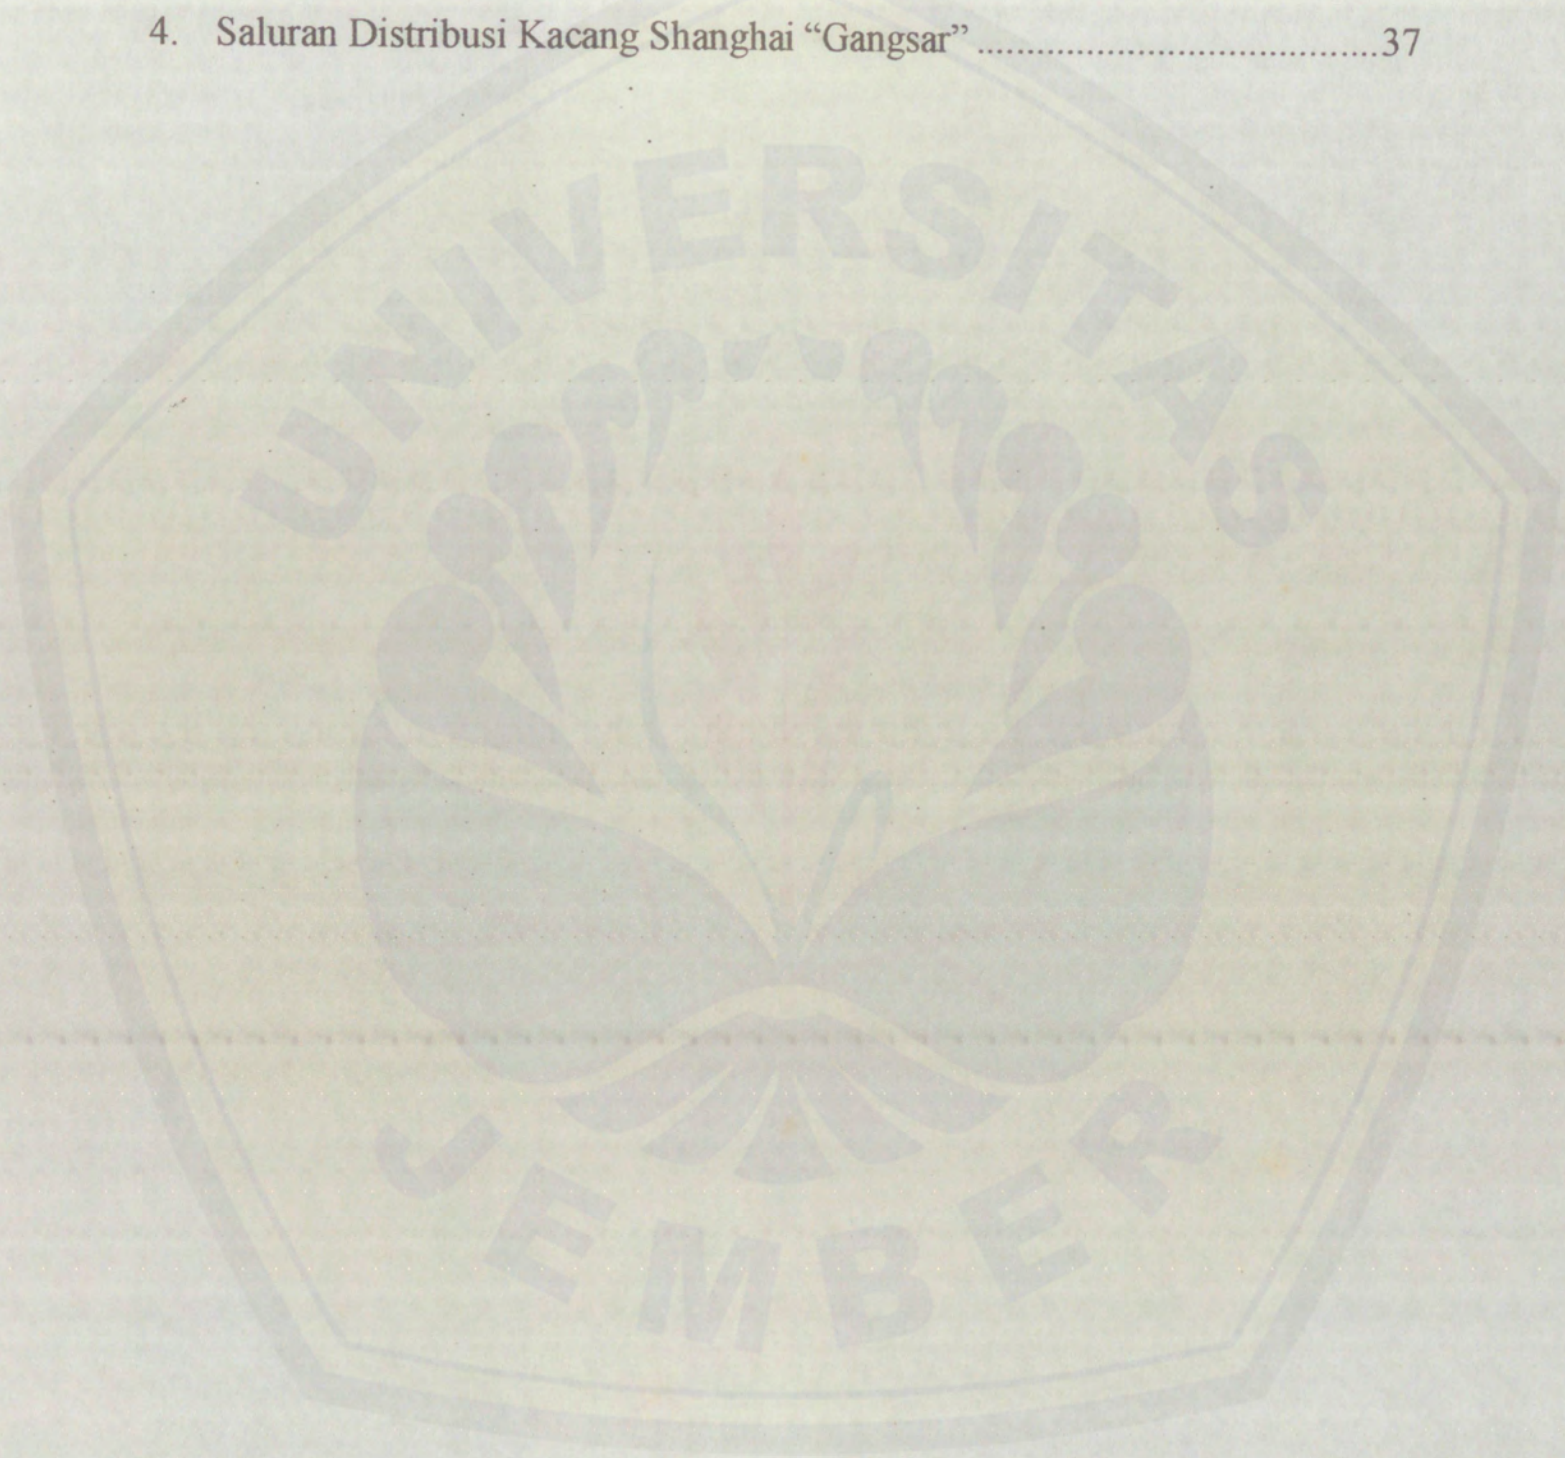 4. Saluran Distribusi Kacang Shanghai “Gangsar” ........................................37
UNIVERSITAS
JEMBER